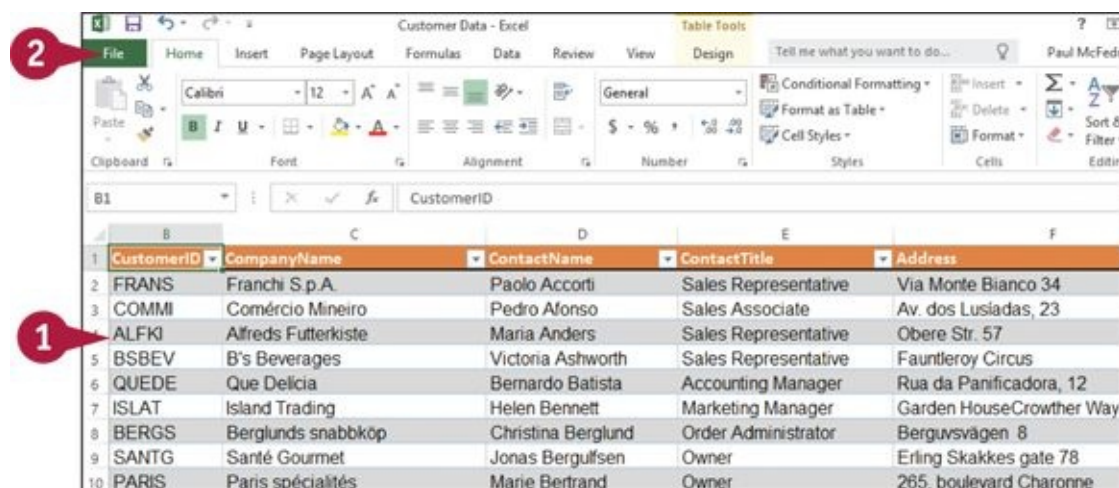 Customer Data - Excel Table Tools ?
2 File Home Insert Page Layout Formulas Data Review View Design Tell me what you want to do... Paul McFed
Calibri 12 A A General Conditional Formatting Insert Σ A Z
Paste Format as Table Delete Sort &
B I U A $ % , Cell Styles Format Filter
Clipboard Font Alignment Number Styles Cells Editin
B1 fx CustomerID
B C D E F
1 CustomerID CompanyName ContactName ContactTitle Address
2 FRANS Franchi S.p.A. Paolo Accorti Sales Representative Via Monte Bianco 34
3 COMMI Comércio Mineiro Pedro Afonso Sales Associate Av. dos Lusíadas, 23
1 ALFKI Alfreds Futterkiste Maria Anders Sales Representative Obere Str. 57
5 BSBEV B's Beverages Victoria Ashworth Sales Representative Fauntleroy Circus
6 QUEDE Que Delícia Bernardo Batista Accounting Manager Rua da Panificadora, 12
7 ISLAT Island Trading Helen Bennett Marketing Manager Garden HouseCrowther Way
8 BERGS Berglunds snabbköp Christina Berglund Order Administrator Berguvsvägen 8
9 SANTG Santé Gourmet Jonas Bergulfsen Owner Erling Skakkes gate 78
10 PARIS Paris spécialités Marie Bertrand Owner 265, boulevard Charonne